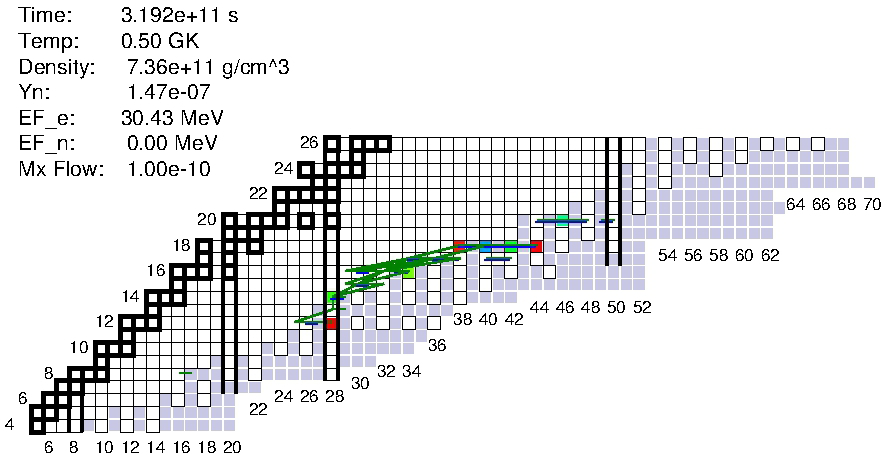 Time: 3.192e+11 s
Temp: 0.50 GK
Density: 7.36e+11 g/cm^3
Yn: 1.47e-07
EF_e: 30.43 MeV
EF_n: 0.00 MeV
Mx Flow: 1.00e-10
26
24
22
20
18
16
14
12
10
8
6
4
64 66 68 70
54 56 58 60 62
44 46 48 50 52
38 40 42
36
32 34
30
24 26 28
22
6 8 10 12 14 16 18 20